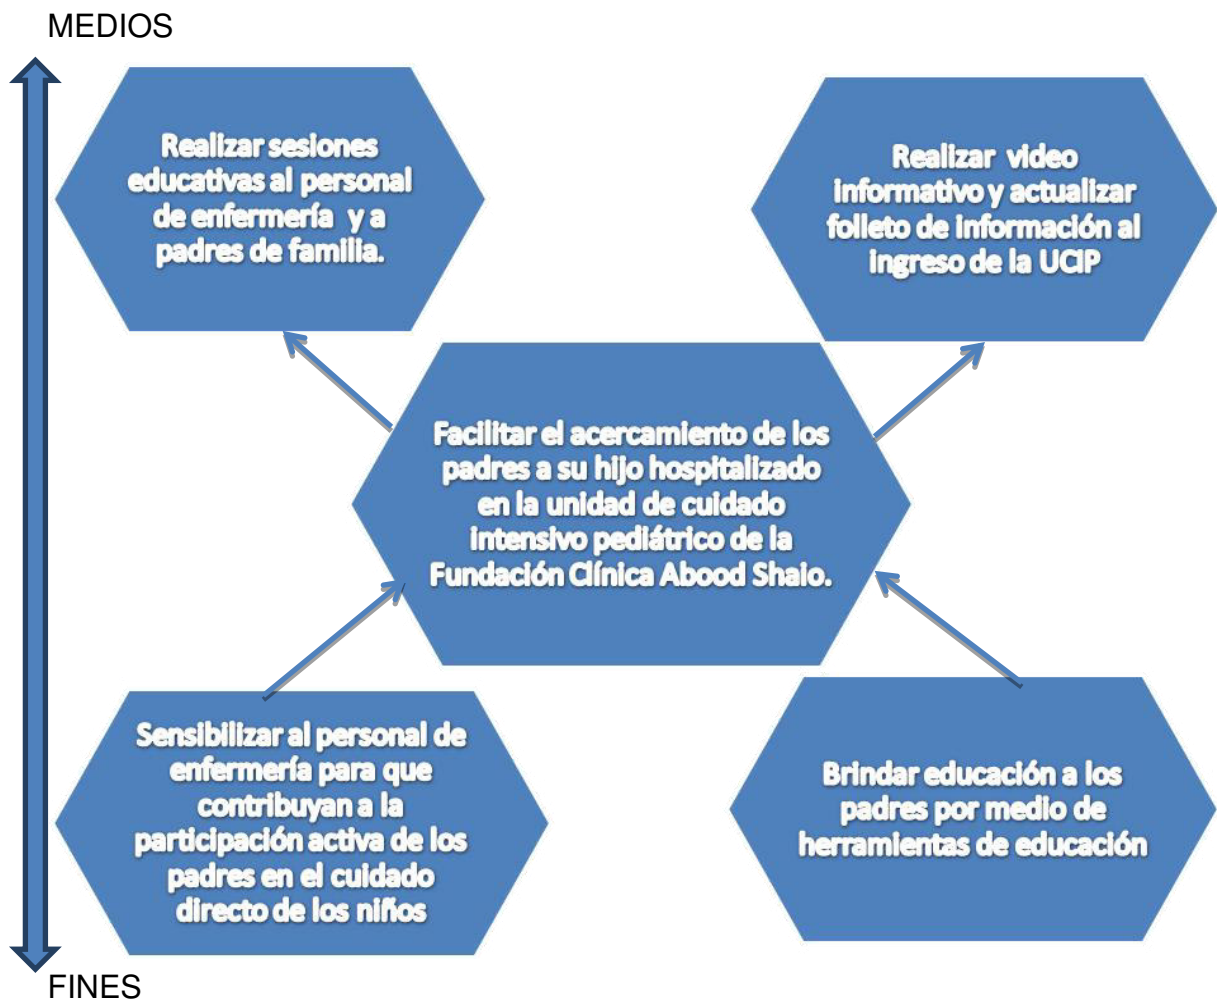 MEDIOS
Realizar sesiones
educativas al personal
de enfermería y a
padres de familia.
Realizar video
informativo y actualizar
folleto de información al
ingreso de la UCIP
Facilitar el acercamiento de los
padres a su hijo hospitalizado
en la unidad de cuidado
intensivo pediátrico de la
Fundación Clínica Abood Shaio.
Sensibilizar al personal de
enfermería para que
contribuyan a la
participación activa de los
padres en el cuidado
directo de los niños
Brindar educación a los
padres por medio de
herramientas de educación
FINES